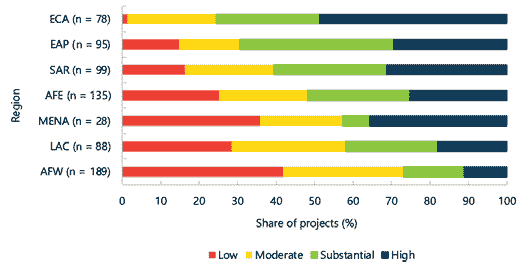 Region
ECA (n = 78)
EAP (n = 95)
SAR (n = 99)
AFE (n = 135)
MENA (n = 28)
LAC (n = 88)
AFW (n = 189)
0 10 20 30 40 50 60 70 80 90 100
Share of projects (%)
Low Moderate Substantial High